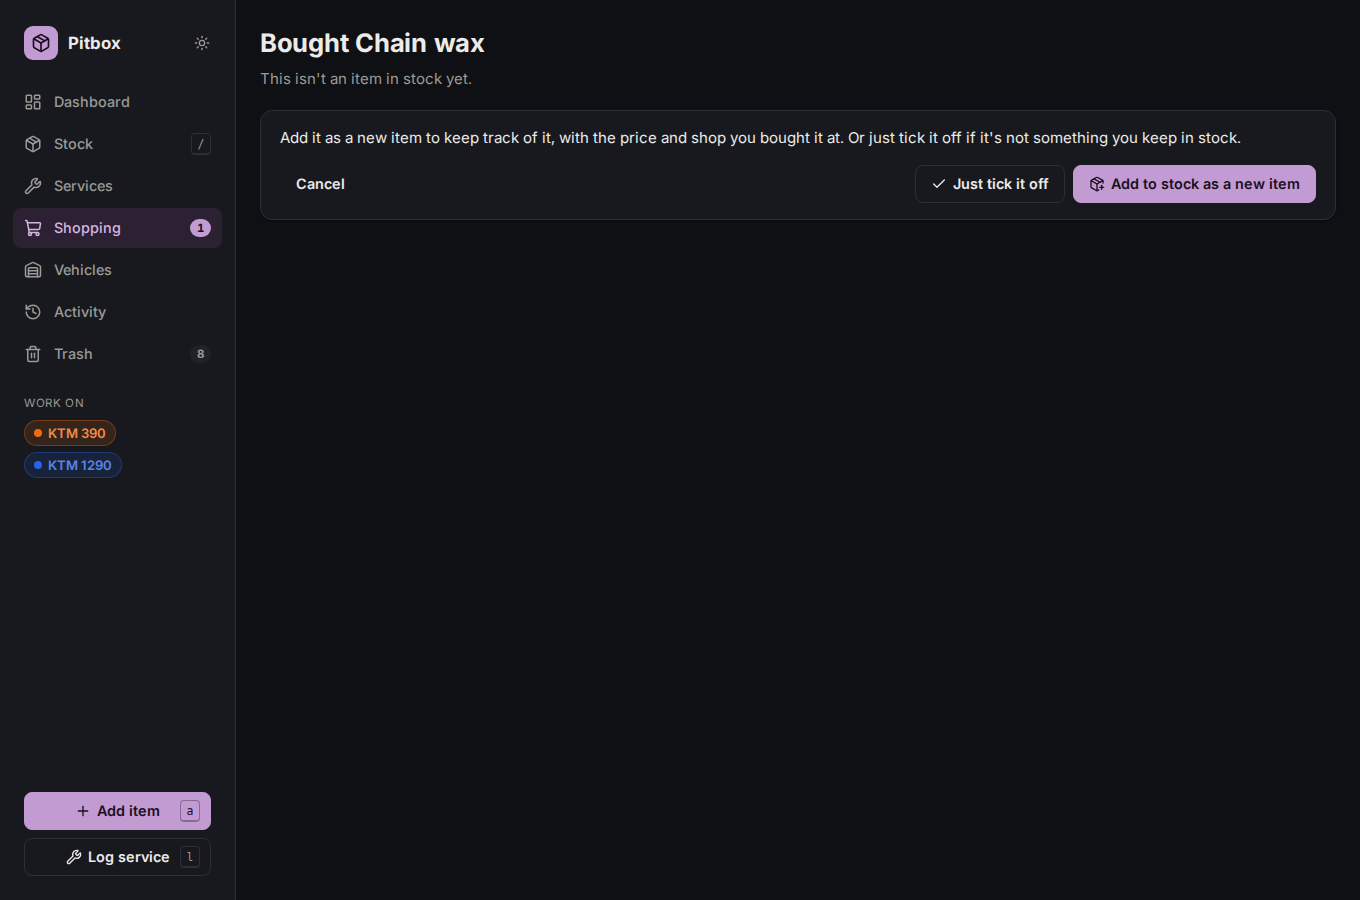 Pitbox
Dashboard
Stock /
Services
Shopping 1
Vehicles
Activity
Trash 8
WORK ON
KTM 390
KTM 1290
Add item a
Log service l
Bought Chain wax
This isn't an item in stock yet.
Add it as a new item to keep track of it, with the price and shop you bought it at. Or just tick it off if it's not something you keep in stock.
Cancel
Just tick it off
Add to stock as a new item